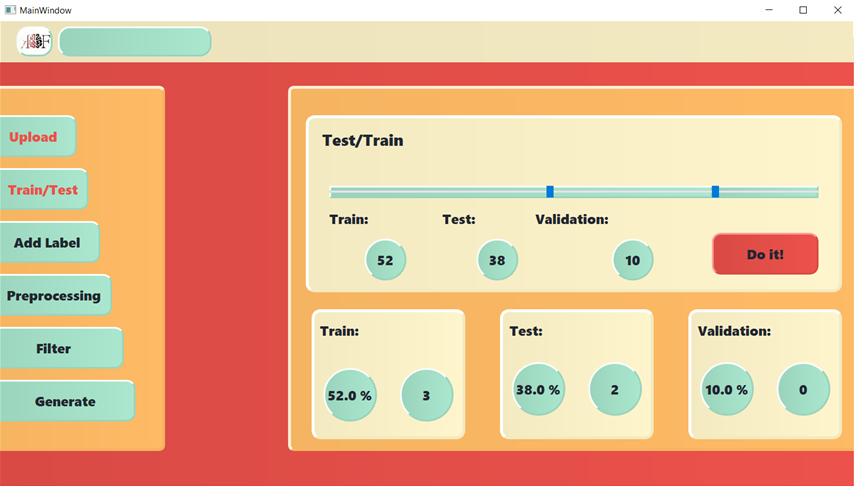 MainWindow
Upload
Train/Test
Add Label
Preprocessing
Filter
Generate
Test/Train
Train: Test: Validation:
52 38 10 Do it!
Train: Test: Validation:
52.0 % 3 38.0 % 2 10.0 % 0